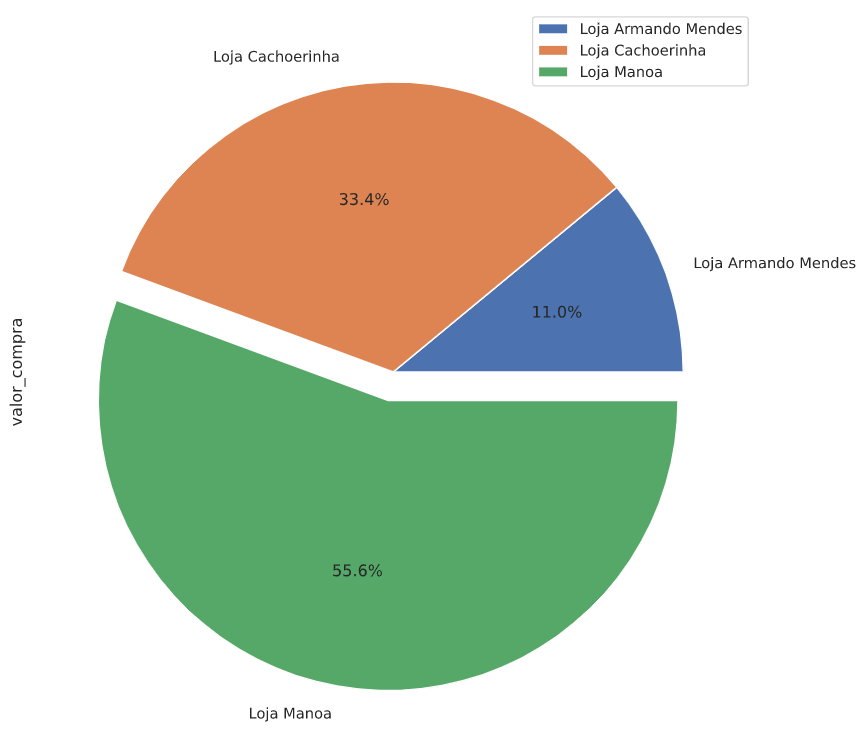 Loja Armando Mendes
Loja Cachoerinha
Loja Manoa
Loja Cachoerinha
33.4%
Loja Armando Mendes
11.0%
valor_compra
55.6%
Loja Manoa